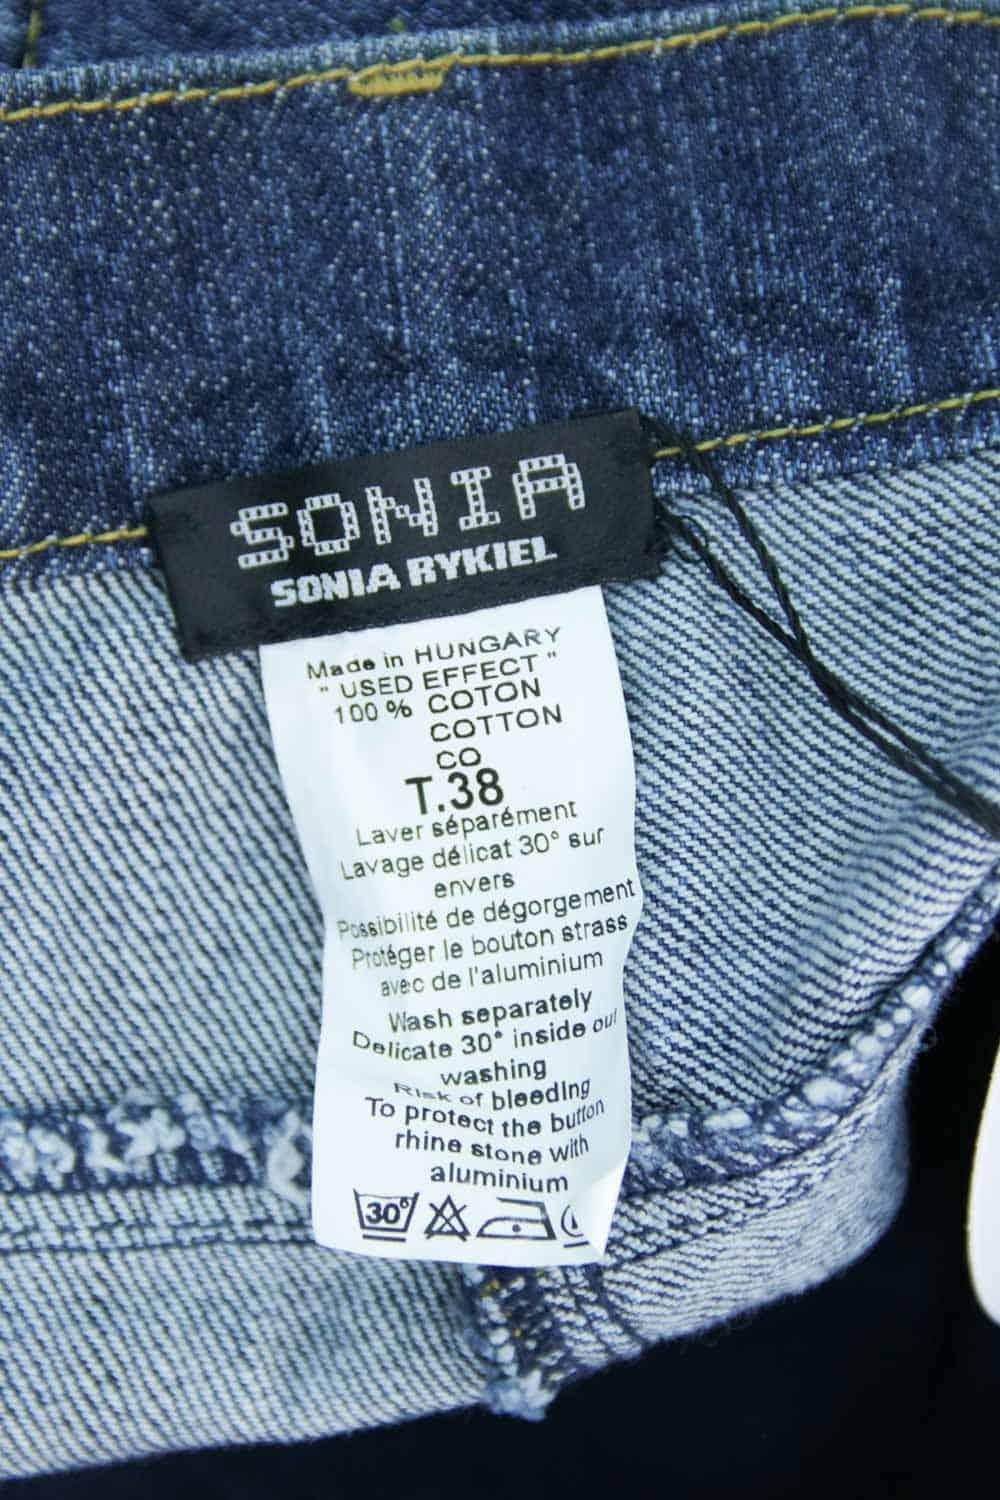 SONIA
SONIA RYKIEL
Made in HUNGARY
" USED EFFECT "
100 % COTON
COTTON
CO
T.38
Laver séparément
Lavage délicat 30° sur
envers
Possibilité de dégorgement
Protéger le bouton strass
avec de l'aluminium
Wash separately
Delicate 30° inside out
washing
Risk of bleeding
To protect the button
rhine stone with
aluminium
30°